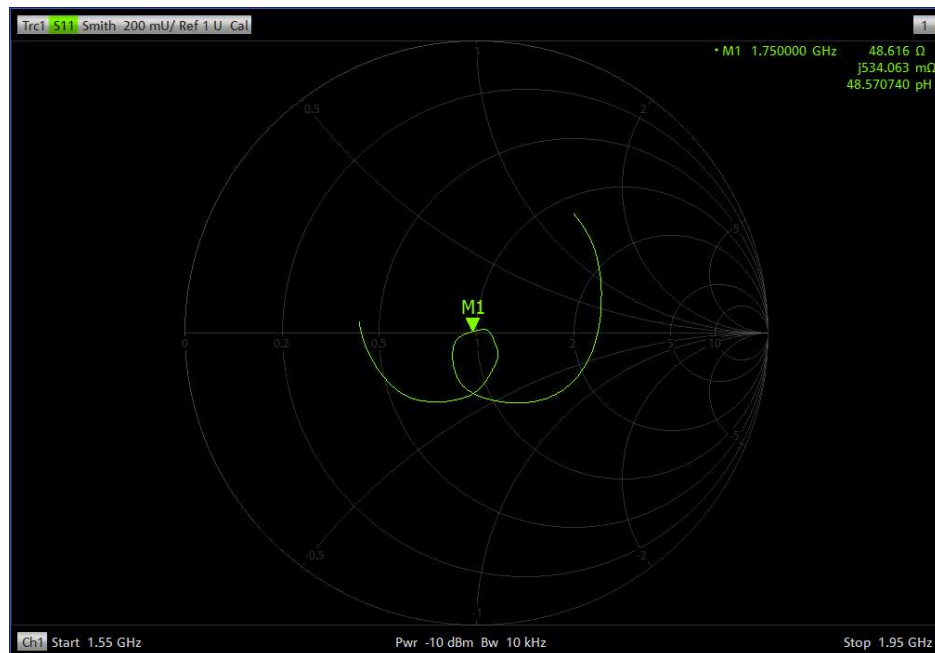 Trc1 S11 Smith 200 mU/ Ref 1 U Cal
1
• M1 1.750000 GHz 48.616 Ω
j534.063 mΩ
48.570740 pH
1
0.5
2
5
M1
0
0.2
0.5
1
2
5
10
-5
-0.5
-2
-1
Ch1 Start 1.55 GHz
Pwr -10 dBm Bw 10 kHz
Stop 1.95 GHz